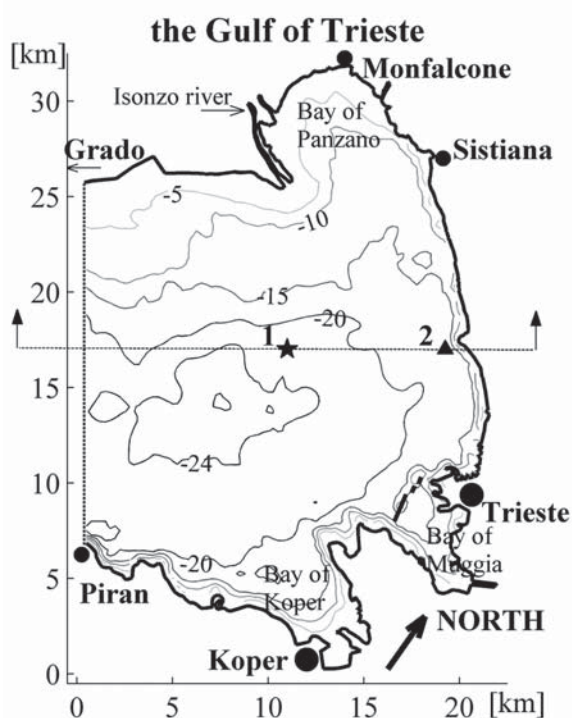 the Gulf of Trieste
[km]
Monfalcone
30
Isonzo river
Bay of
Panzano
Grado
Sistiana
25
-5
-10
20
-15
-20
1
2
15
-24
10
Trieste
Bay of
Muggia
-20
Bay of
Koper
5
Piran
NORTH
Koper
0
0 5 10 15 20 [km]